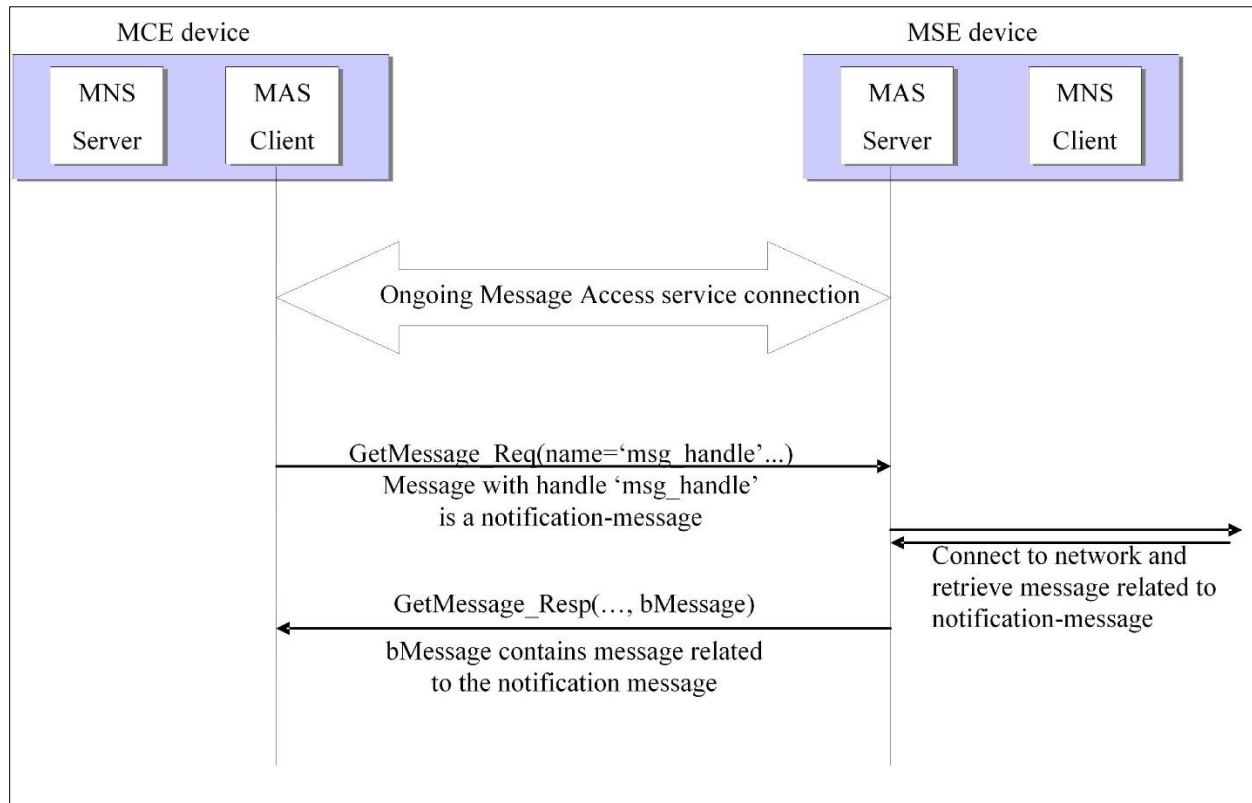 MCE device
MSE device
MNS
Server
MAS
Client
MAS
Server
MNS
Client
Ongoing Message Access service connection
GetMessage_Req(name=‘msg_handle’...)
Message with handle ‘msg_handle’
is a notification-message
Connect to network and
retrieve message related to
notification-message
GetMessage_Resp(…, bMessage)
bMessage contains message related
to the notification message